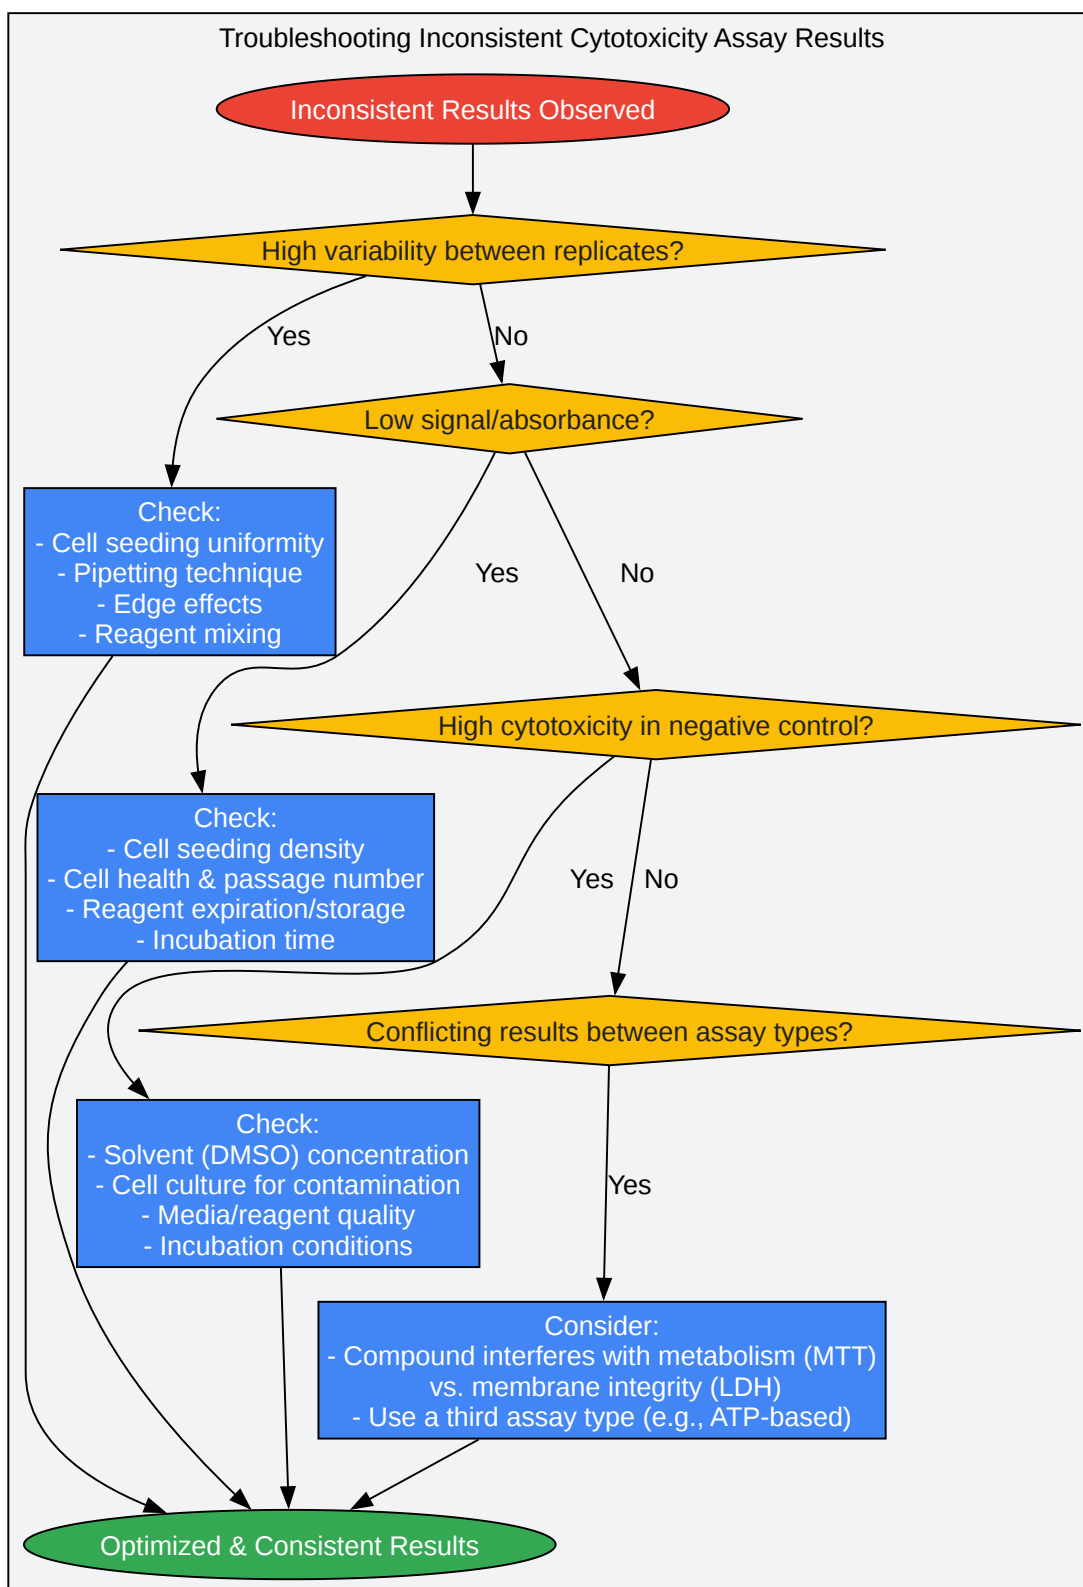 Troubleshooting Inconsistent Cytotoxicity Assay Results
Inconsistent Results Observed
High variability between replicates?
Yes
No
Low signal/absorbance?
Check:
- Cell seeding uniformity
- Pipetting technique
- Edge effects
- Reagent mixing
Yes
No
High cytotoxicity in negative control?
Check:
- Cell seeding density
- Cell health & passage number
- Reagent expiration/storage
- Incubation time
Yes
No
Conflicting results between assay types?
Check:
- Solvent (DMSO) concentration
- Cell culture for contamination
- Media/reagent quality
- Incubation conditions
Yes
Consider:
- Compound interferes with metabolism (MTT)
vs. membrane integrity (LDH)
- Use a third assay type (e.g., ATP-based)
Optimized & Consistent Results